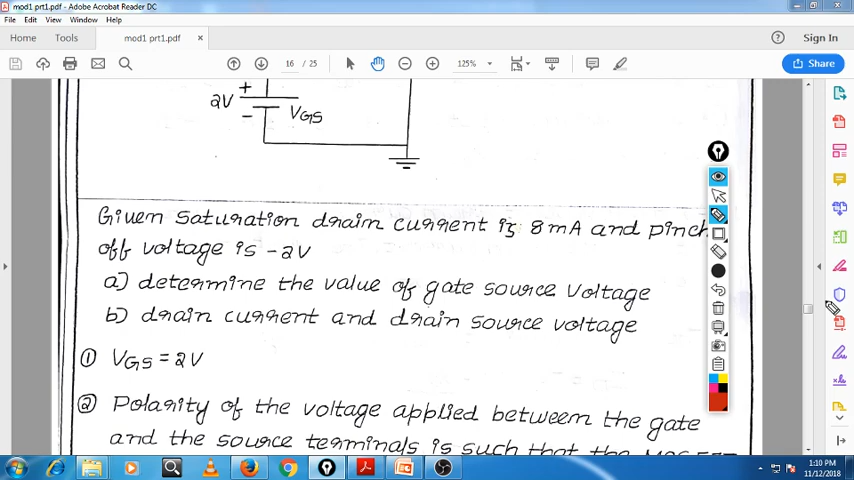 mod1 prt1.pdf - Adobe Acrobat Reader DC
File Edit View Window Help
Home Tools mod1 prt1.pdf × Sign In
16 / 25 125% Share
+
2V
- VGS
Given Saturation drain current is 8mA and pinch
off voltage is -2V
a) determine the value of gate source Voltage
b) drain current and drain source voltage
① VGS = 2V
② Polarity of the voltage applied between the gate
and the source terminals is such that the MOSFET
1:10 PM
11/12/2018